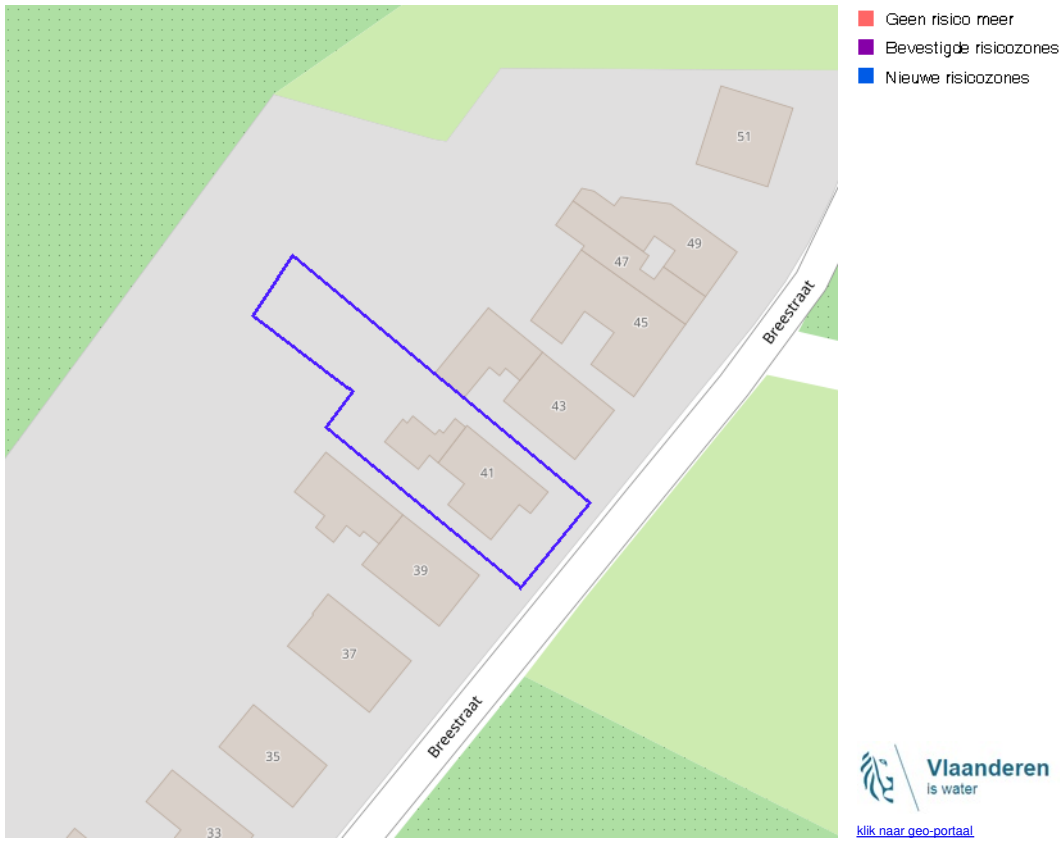 Geen risico meer
Bevestigde risicozones
Nieuwe risicozones
51
49
47
45
Breestraat
43
41
39
37
Breestraat
35
33
Vlaanderen
is water
klik naar geo-portaal